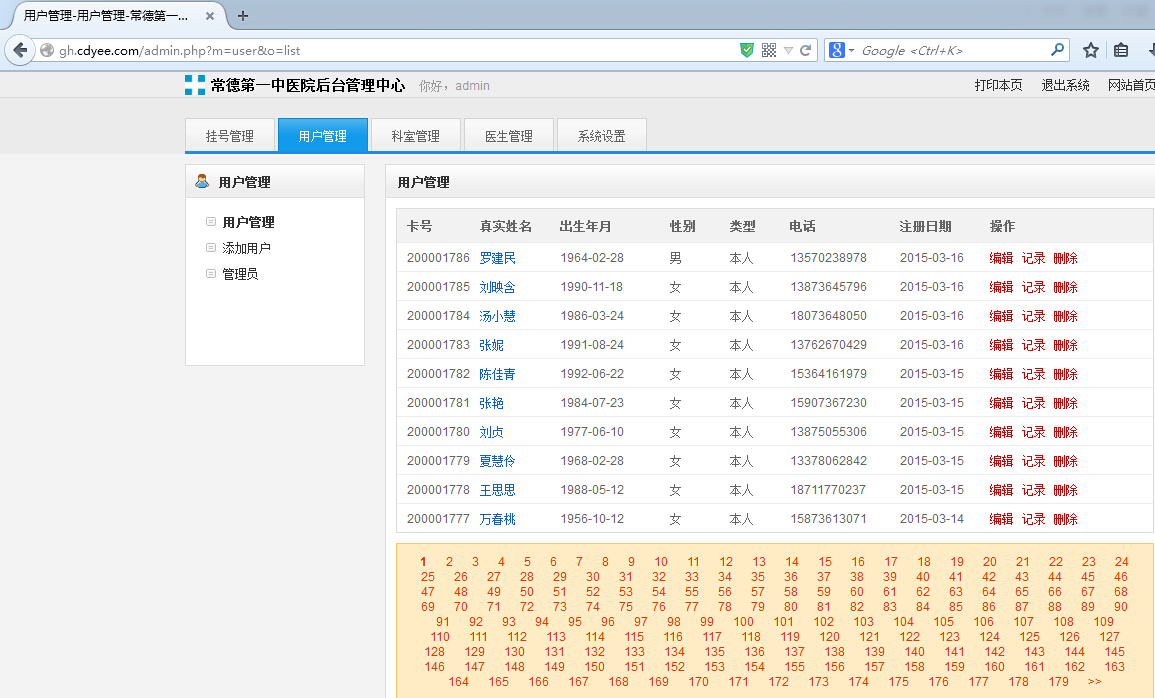 用户管理-用户管理-常德第一...
gh.cdyee.com/admin.php?m=user&o=list
Google <Ctrl+K>
常德第一中医院后台管理中心 你好，admin 打印本页 退出系统 网站首页
挂号管理 用户管理 科室管理 医生管理 系统设置
用户管理
用户管理
添加用户
管理员
用户管理
卡号 真实姓名 出生年月 性别 类型 电话 注册日期 操作
200001786 罗建民 1964-02-28 男 本人 13570238978 2015-03-16 编辑 记录 删除
200001785 刘映含 1990-11-18 女 本人 13873645796 2015-03-16 编辑 记录 删除
200001784 汤小慧 1986-03-24 女 本人 18073648050 2015-03-16 编辑 记录 删除
200001783 张妮 1991-08-24 女 本人 13762670429 2015-03-16 编辑 记录 删除
200001782 陈佳青 1992-06-22 女 本人 15364161979 2015-03-15 编辑 记录 删除
200001781 张艳 1984-07-23 女 本人 15907367230 2015-03-15 编辑 记录 删除
200001780 刘贞 1977-06-10 女 本人 13875055306 2015-03-15 编辑 记录 删除
200001779 夏慧伶 1968-02-28 女 本人 13378062842 2015-03-15 编辑 记录 删除
200001778 王思思 1988-05-12 女 本人 18711770237 2015-03-15 编辑 记录 删除
200001777 万春桃 1956-10-12 女 本人 15873613071 2015-03-14 编辑 记录 删除
1 2 3 4 5 6 7 8 9 10 11 12 13 14 15 16 17 18 19 20 21 22 23 24
25 26 27 28 29 30 31 32 33 34 35 36 37 38 39 40 41 42 43 44 45 46
47 48 49 50 51 52 53 54 55 56 57 58 59 60 61 62 63 64 65 66 67 68
69 70 71 72 73 74 75 76 77 78 79 80 81 82 83 84 85 86 87 88 89 90
91 92 93 94 95 96 97 98 99 100 101 102 103 104 105 106 107 108 109
110 111 112 113 114 115 116 117 118 119 120 121 122 123 124 125 126 127
128 129 130 131 132 133 134 135 136 137 138 139 140 141 142 143 144 145
146 147 148 149 150 151 152 153 154 155 156 157 158 159 160 161 162 163
164 165 166 167 168 169 170 171 172 173 174 175 176 177 178 179 >>